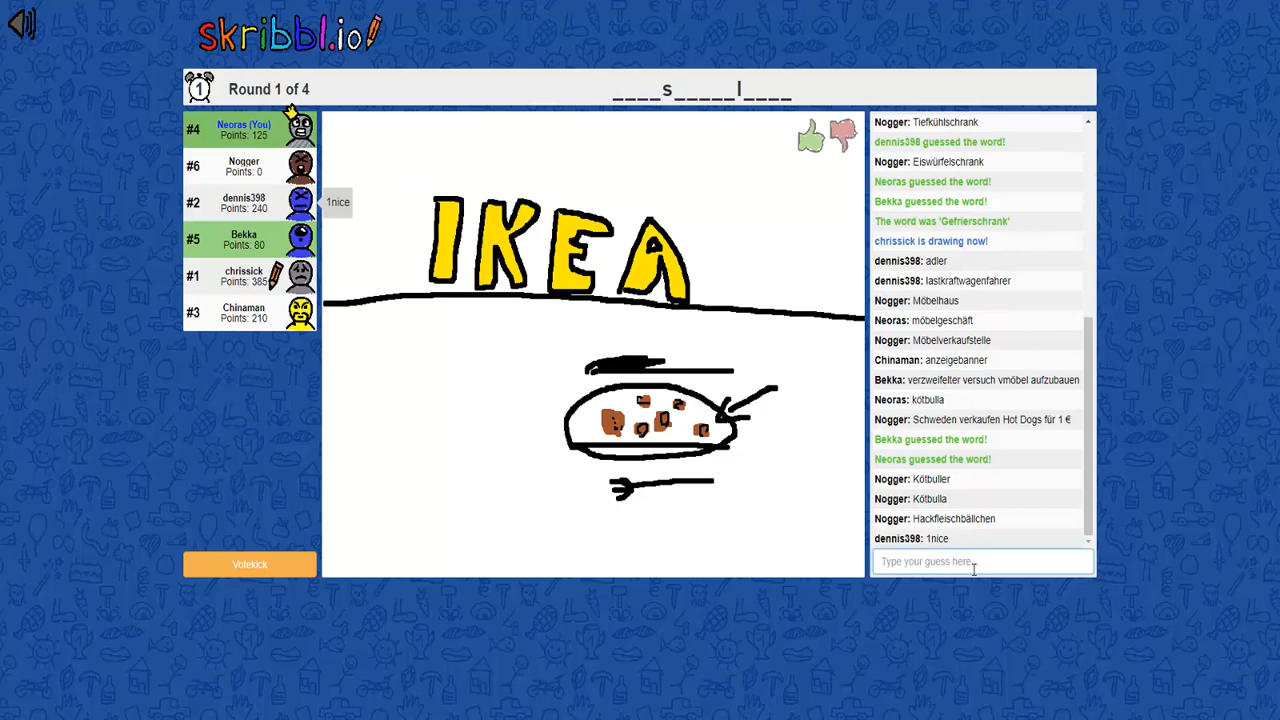 skribbl.io
1
Round 1 of 4
____s_____l____
#4
Neoras (You)
Points: 125
#6
Nogger
Points: 0
#2
dennis398
Points: 240
1nice
#5
Bekka
Points: 80
#1
chrissick
Points: 385
#3
Chinaman
Points: 210
Votekick
IKEA
Nogger: Tiefkühlschrank
dennis398 guessed the word!
Nogger: Eiswürfelschrank
Neoras guessed the word!
Bekka guessed the word!
The word was 'Gefrierschrank'
chrissick is drawing now!
dennis398: adler
dennis398: lastkraftwagenfahrer
Nogger: Möbelhaus
Neoras: möbelgeschäft
Nogger: Möbelverkaufstelle
Chinaman: anzeigebanner
Bekka: verzweifelter versuch vmöbel aufzubauen
Neoras: kötbulla
Nogger: Schweden verkaufen Hot Dogs für 1 €
Bekka guessed the word!
Neoras guessed the word!
Nogger: Kötbuller
Nogger: Kötbulla
Nogger: Hackfleischbällchen
dennis398: 1nice
Type your guess here...